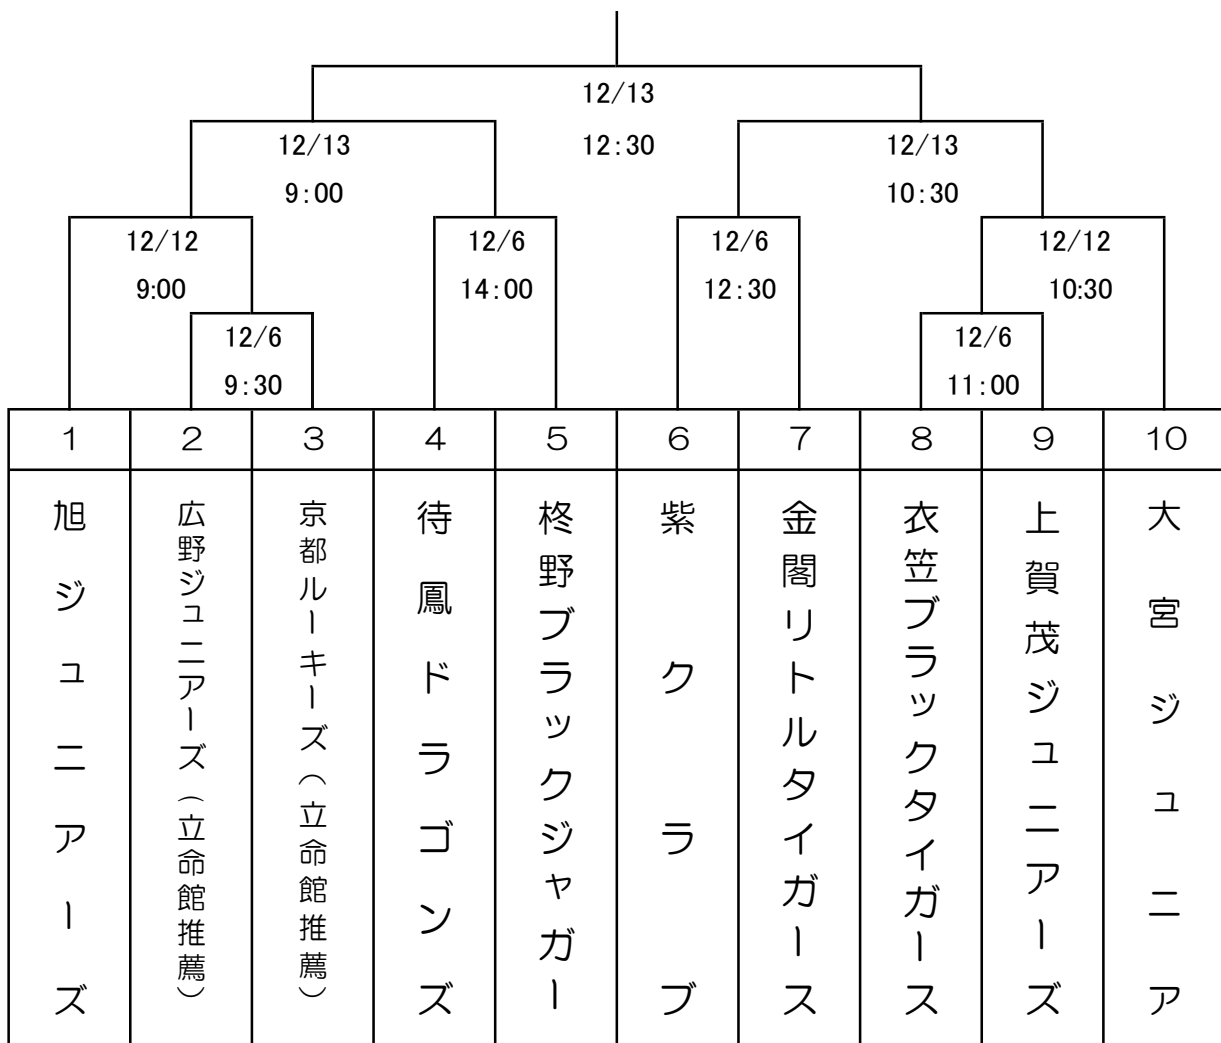 12/13
12:30
12/13
9:00
12/13
10:30
12/12
9:00
12/6
14:00
12/6
12:30
12/12
10:30
12/6
9:30
12/6
11:00
1
2
3
4
5
6
7
8
9
10
旭ジュニアーズ
広野ジュニアーズ(立命館推薦)
京都ルーキーズ(立命館推薦)
待鳳ドラゴンズ
柊野ブラックジャガー
紫クラブ
金閣リトルタイガース
衣笠ブラックタイガース
上賀茂ジュニアーズ
大宮ジュニア